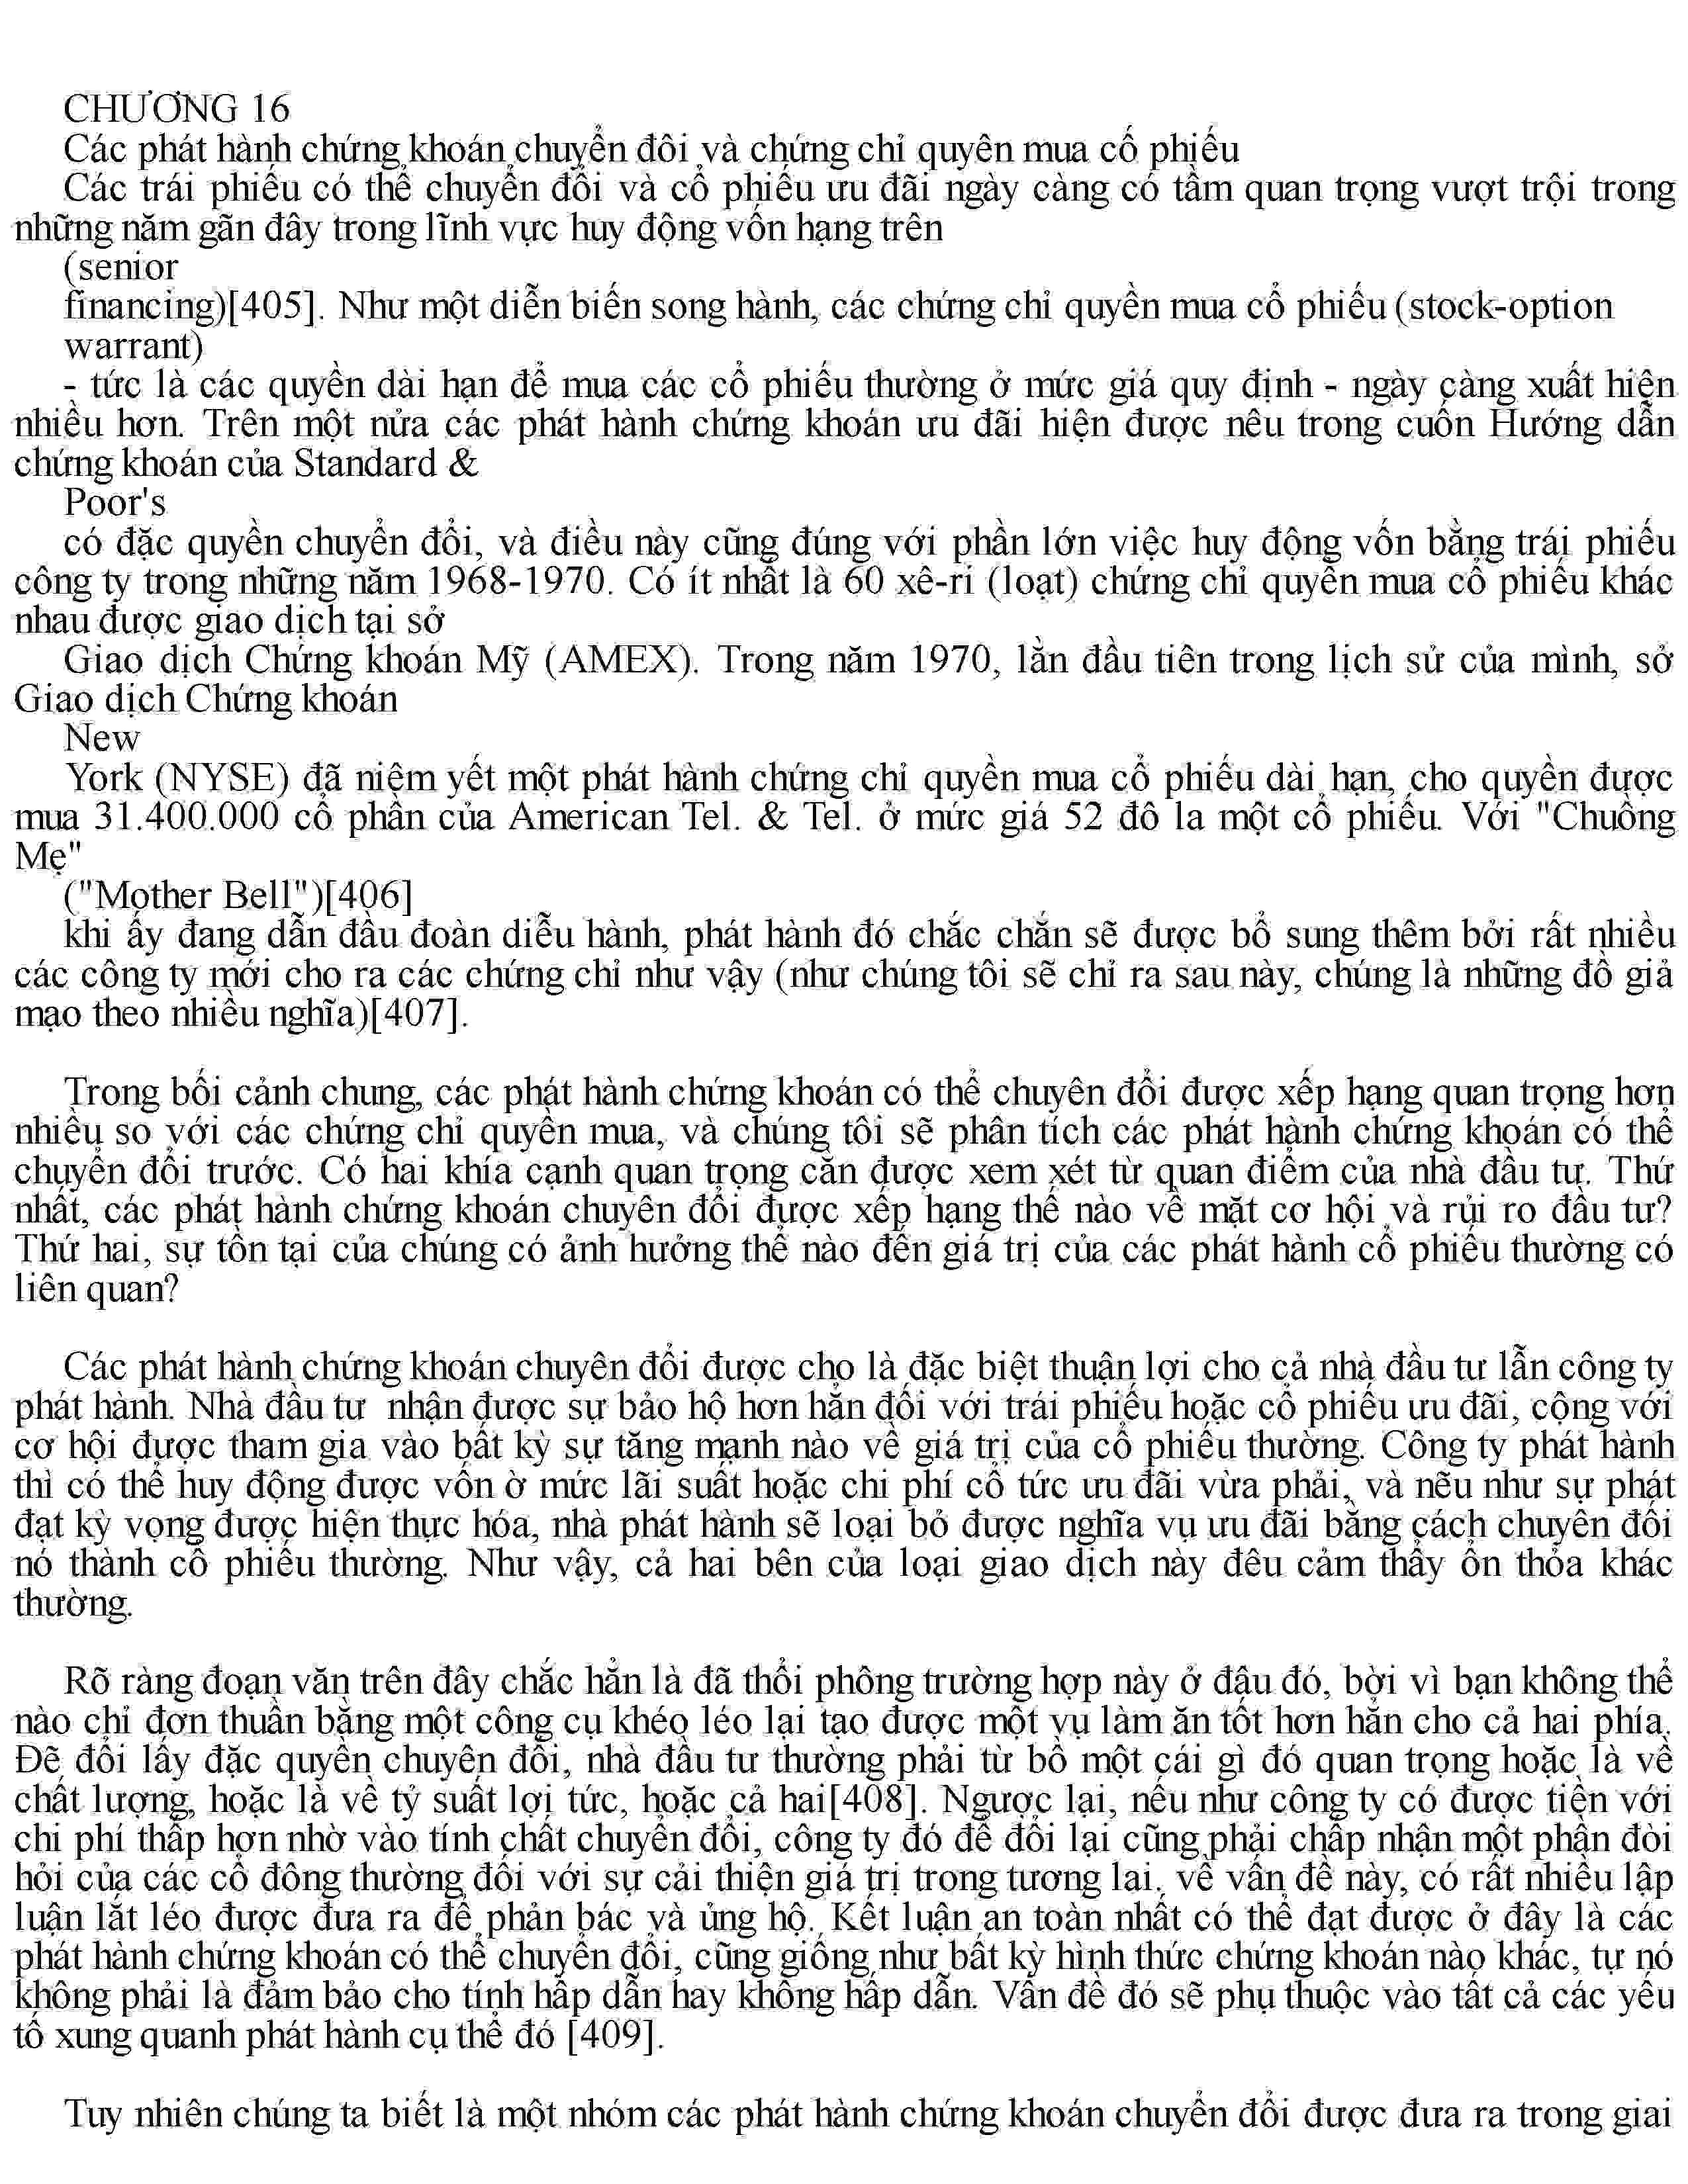 CHƯƠNG 16
Các phát hành chứng khoán chuyển đôi và chứng chỉ quyên mua cố phiếu
Các trái phiếu có thể chuyển đổi và cổ phiếu ưu đãi ngày càng có tầm quan trọng vượt trội trong
những năm gần đây trong lĩnh vực huy động vốn hạng trên
(senior
financing)[405]. Như một diễn biến song hành, các chứng chỉ quyền mua cổ phiếu (stock-option
warrant)
- tức là các quyền dài hạn để mua các cổ phiếu thường ở mức giá quy định - ngày càng xuất hiện
nhiều hơn. Trên một nửa các phát hành chứng khoán ưu đãi hiện được nêu trong cuốn Hướng dẫn
chứng khoán của Standard &
Poor's
có đặc quyền chuyển đổi, và điều này cũng đúng với phần lớn việc huy động vốn bằng trái phiếu
công ty trong những năm 1968-1970. Có ít nhất là 60 xê-ri (loạt) chứng chỉ quyền mua cổ phiếu khác
nhau được giao dịch tại sở
Giao dịch Chứng khoán Mỹ (AMEX). Trong năm 1970, lần đầu tiên trong lịch sử của mình, sở
Giao dịch Chứng khoán
New
York (NYSE) đã niệm yết một phát hành chứng chỉ quyền mua cổ phiếu dài hạn, cho quyền được
mua 31.400.000 cổ phần của American Tel. & Tel. ở mức giá 52 đô la một cổ phiếu. Với "Chuông
Mẹ"
("Mother Bell")[406]
khi ấy đang dẫn đầu đoàn diễu hành, phát hành đó chắc chắn sẽ được bổ sung thêm bởi rất nhiều
các công ty mới cho ra các chứng chỉ như vậy (như chúng tôi sẽ chỉ ra sau này, chúng là những đồ giả
mạo theo nhiều nghĩa)[407].
Trong bối cảnh chung, các phát hành chứng khoán có thể chuyên đổi được xếp hạng quan trọng hơn
nhiều so với các chứng chỉ quyền mua, và chúng tôi sẽ phân tích các phát hành chứng khoán có thể
chuyển đổi trước. Có hai khía cạnh quan trọng cần được xem xét từ quan điểm của nhà đầu tư. Thứ
nhất, các phát hành chứng khoán chuyên đổi được xếp hạng thế nào về mặt cơ hội và rủi ro đầu tư?
Thứ hai, sự tồn tại của chúng có ảnh hưởng thế nào đến giá trị của các phát hành cổ phiếu thường có
liên quan?
Các phát hành chứng khoán chuyên đổi được cho là đặc biệt thuận lợi cho cả nhà đầu tư lẫn công ty
phát hành. Nhà đầu tư nhận được sự bảo hộ hơn hẳn đối với trái phiếu hoặc cổ phiếu ưu đãi, cộng với
cơ hội được tham gia vào bất kỳ sự tăng mạnh nào về giá trị của cổ phiếu thường. Công ty phát hành
thì có thể huy động được vốn ờ mức lãi suất hoặc chi phí cổ tức ưu đãi vừa phải, và nếu như sự phát
đạt kỳ vọng được hiện thực hóa, nhà phát hành sẽ loại bỏ được nghĩa vụ ưu đãi bằng cách chuyên đổi
nó thành cổ phiếu thường. Như vậy, cả hai bên của loại giao dịch này đêu cảm thấy ổn thỏa khác
thường.
Rõ ràng đoạn văn trên đây chắc hẳn là đã thổi phông trường hợp này ở đâu đó, bời vì bạn không thể
nào chỉ đơn thuần bằng một công cụ khéo léo lại tạo được một vụ làm ăn tốt hơn hẳn cho cả hai phía.
Đẽ đổi lấy đặc quyền chuyên đổi, nhà đầu tư thường phải từ bồ một cái gì đó quan trọng hoặc là về
chất lượng, hoặc là về tỷ suất lợi tức, hoặc cả hai[408]. Ngược lại, nếu như công ty có được tiền với
chi phí thấp hơn nhờ vào tính chất chuyển đổi, công ty đó để đổi lại cũng phải chấp nhận một phần đòi
hỏi của các cổ đông thường đối với sự cải thiện giá trị trong tương lai. về vấn đề này, có rất nhiều lập
luận lắt léo được đưa ra để phản bác và ủng hộ. Kết luận an toàn nhất có thể đạt được ở đây là các
phát hành chứng khoán có thể chuyển đổi, cũng giống như bất kỳ hình thức chứng khoán nào khác, tự nó
không phải là đảm bảo cho tính hấp dẫn hay không hấp dẫn. Vấn đề đó sẽ phụ thuộc vào tất cả các yếu
tố xung quanh phát hành cụ thể đó [409].
Tuy nhiên chúng ta biết là một nhóm các phát hành chứng khoán chuyển đổi được đưa ra trong giai